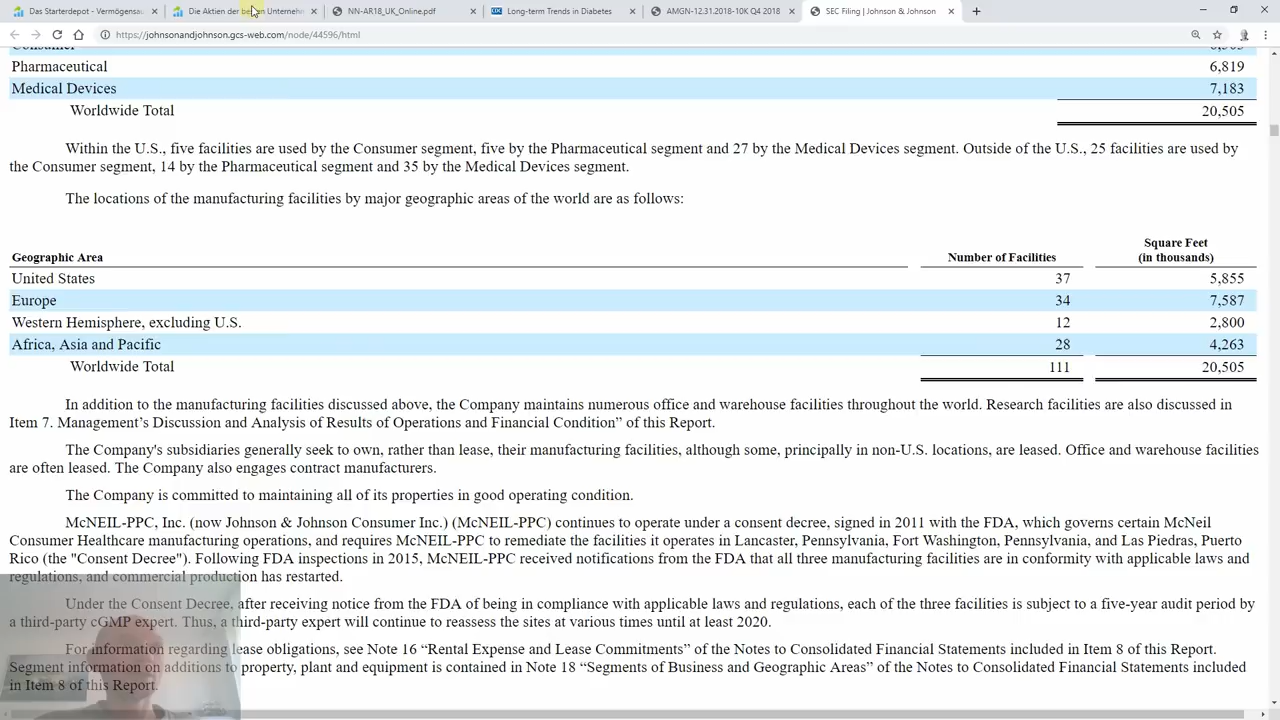 Das Starterdepot - Vermögensau
Die Aktien der besten Unternehm
NN-AR18_UK_Online.pdf
Long-term Trends in Diabetes
AMGN-12.31.2018-10K Q4 2018
SEC Filing | Johnson & Johnson
https://johnsonandjohnson.gcs-web.com/node/44596/html
Pharmaceutical 6,819
Medical Devices 7,183
Worldwide Total 20,505
Within the U.S., five facilities are used by the Consumer segment, five by the Pharmaceutical segment and 27 by the Medical Devices segment. Outside of the U.S., 25 facilities are used by
the Consumer segment, 14 by the Pharmaceutical segment and 35 by the Medical Devices segment.
The locations of the manufacturing facilities by major geographic areas of the world are as follows:
Geographic Area Number of Facilities Square Feet (in thousands)
United States 37 5,855
Europe 34 7,587
Western Hemisphere, excluding U.S. 12 2,800
Africa, Asia and Pacific 28 4,263
Worldwide Total 111 20,505
In addition to the manufacturing facilities discussed above, the Company maintains numerous office and warehouse facilities throughout the world. Research facilities are also discussed in
Item 7. Management’s Discussion and Analysis of Results of Operations and Financial Condition” of this Report.
The Company's subsidiaries generally seek to own, rather than lease, their manufacturing facilities, although some, principally in non-U.S. locations, are leased. Office and warehouse facilities
are often leased. The Company also engages contract manufacturers.
The Company is committed to maintaining all of its properties in good operating condition.
McNEIL-PPC, Inc. (now Johnson & Johnson Consumer Inc.) (McNEIL-PPC) continues to operate under a consent decree, signed in 2011 with the FDA, which governs certain McNeil
Consumer Healthcare manufacturing operations, and requires McNEIL-PPC to remediate the facilities it operates in Lancaster, Pennsylvania, Fort Washington, Pennsylvania, and Las Piedras, Puerto
Rico (the "Consent Decree"). Following FDA inspections in 2015, McNEIL-PPC received notifications from the FDA that all three manufacturing facilities are in conformity with applicable laws and
regulations, and commercial production has restarted.
Under the Consent Decree, after receiving notice from the FDA of being in compliance with applicable laws and regulations, each of the three facilities is subject to a five-year audit period by
a third-party cGMP expert. Thus, a third-party expert will continue to reassess the sites at various times until at least 2020.
For information regarding lease obligations, see Note 16 “Rental Expense and Lease Commitments” of the Notes to Consolidated Financial Statements included in Item 8 of this Report.
Segment information on additions to property, plant and equipment is contained in Note 18 “Segments of Business and Geographic Areas” of the Notes to Consolidated Financial Statements included
in Item 8 of this Report.